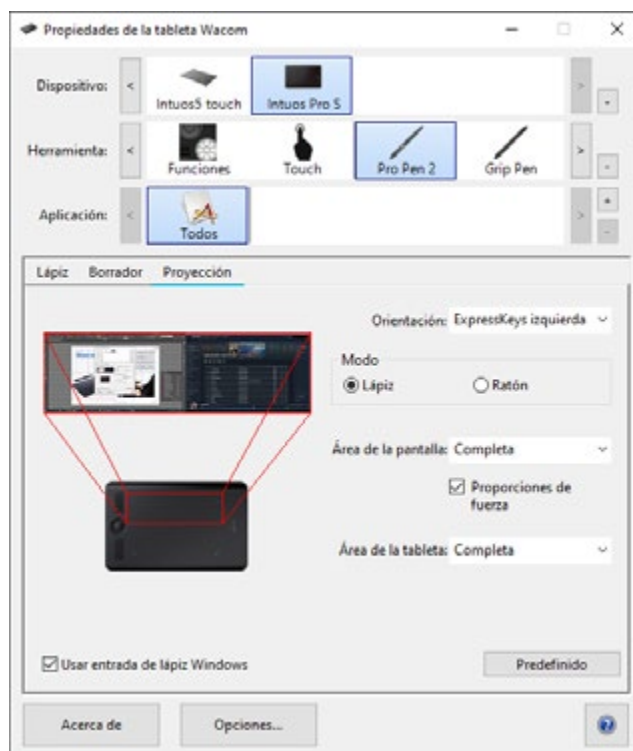 Propiedades de la tableta Wacom
Dispositivo:
Intuos5 touch
Intuos Pro S
Herramienta:
Funciones
Touch
Pro Pen 2
Grip Pen
Aplicación:
Todos
Lápiz Borrador Proyección
Orientación: ExpressKeys izquierda
Modo
Lápiz Ratón
Área de la pantalla: Completa
Proporciones de
fuerza
Área de la tableta: Completa
Usar entrada de lápiz Windows
Predefinido
Acerca de
Opciones...